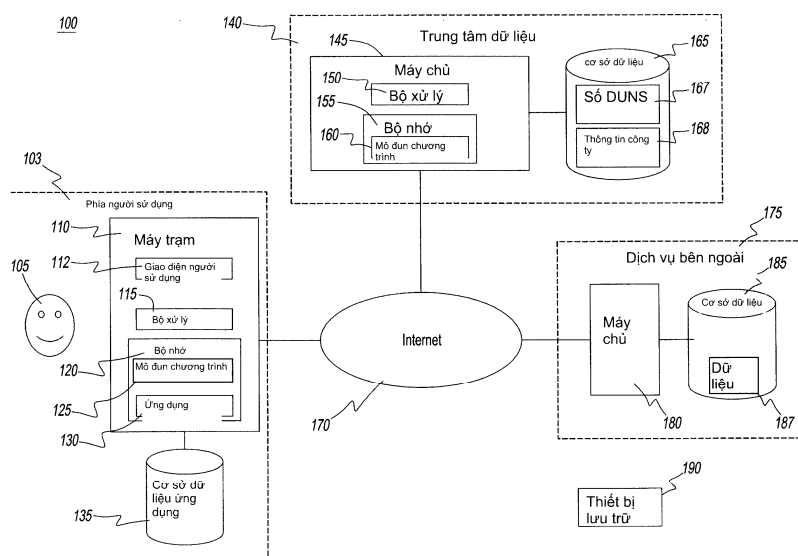 100
140
145
Trung tâm dữ liệu
Máy chủ
150
Bộ xử lý
155
Bộ nhớ
160
Mô đun chương
trình
cơ sở dữ liệu
165
Số DUNS
167
Thông tin công
ty
168
103
Phía người sử dụng
110
Máy trạm
112
Giao diện người
sử dụng
105
115
Bộ xử lý
120
Bộ nhớ
Mô đun chương trình
125
Ứng dụng
130
Cơ sở dữ
liệu ứng
dụng
135
Internet
170
175
Dịch vụ bên ngoài
185
Cơ sở dữ liệu
Máy
chủ
Dữ
liệu
180
187
190
Thiết bị
lưu trữ